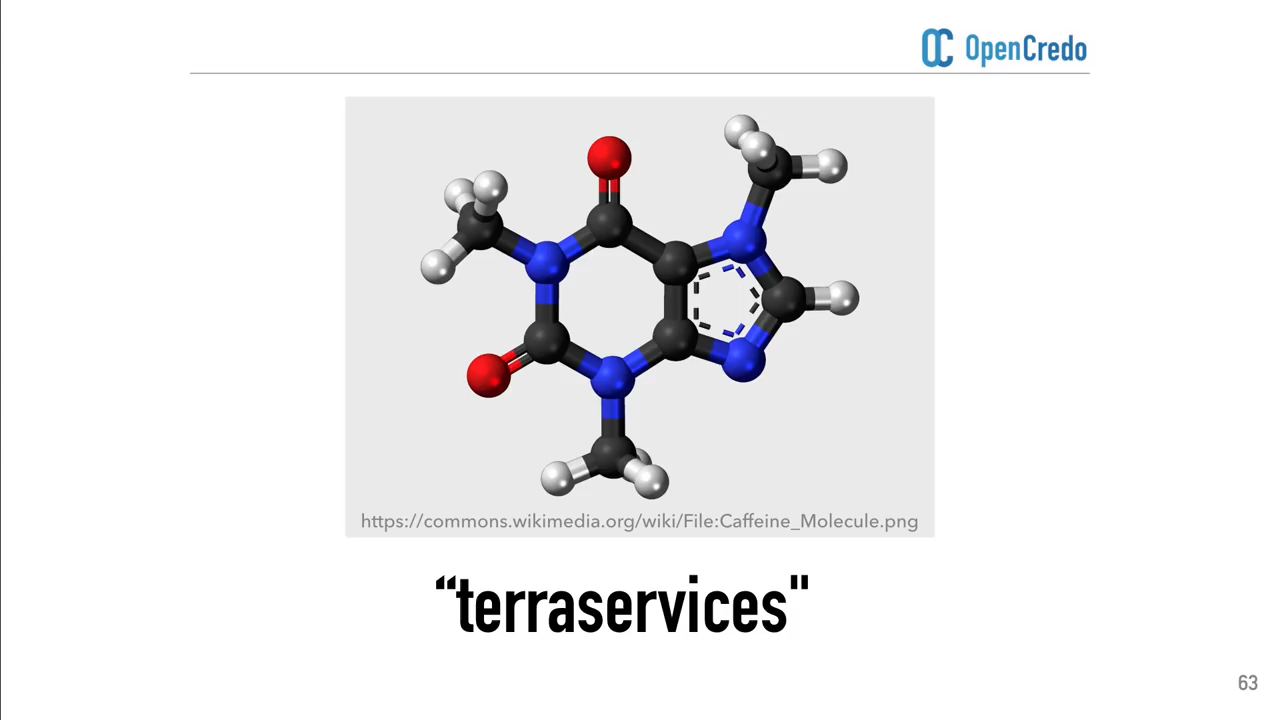 OpenCredo
https://commons.wikimedia.org/wiki/File:Caffeine_Molecule.png
“terraservices"
63